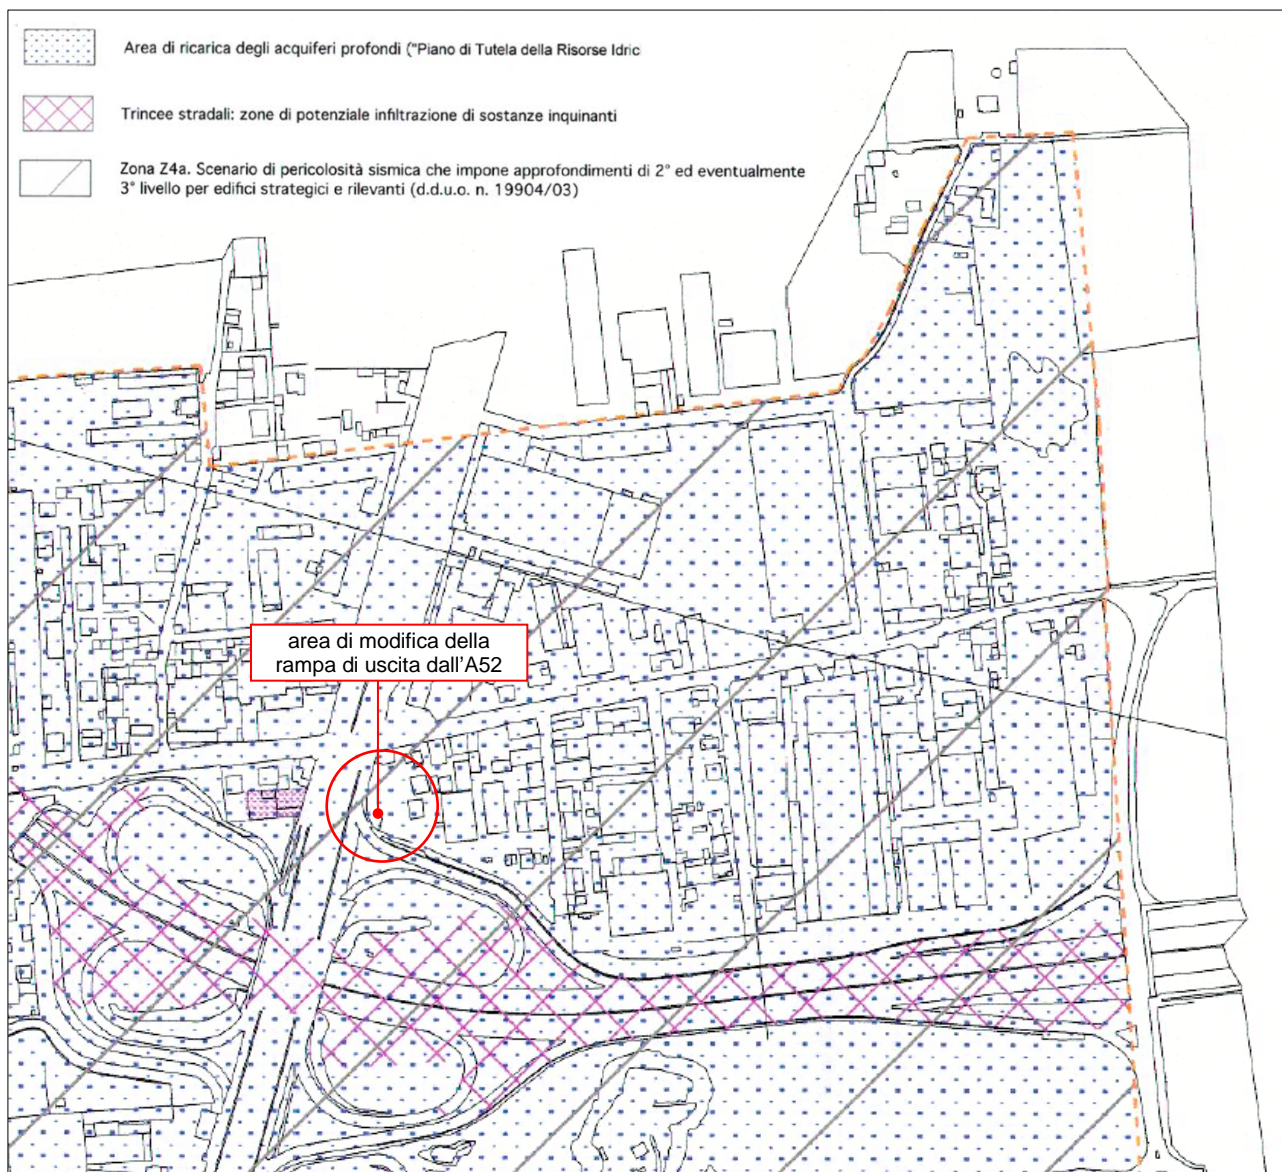 Area di ricarica degli acquiferi profondi ("Piano di Tutela della Risorse Idric
Trincee stradali: zone di potenziale infiltrazione di sostanze inquinanti
Zona Z4a. Scenario di pericolosità sismica che impone approfondimenti di 2° ed eventualmente
3° livello per edifici strategici e rilevanti (d.d.u.o. n. 19904/03)
area di modifica della
rampa di uscita dall'A52